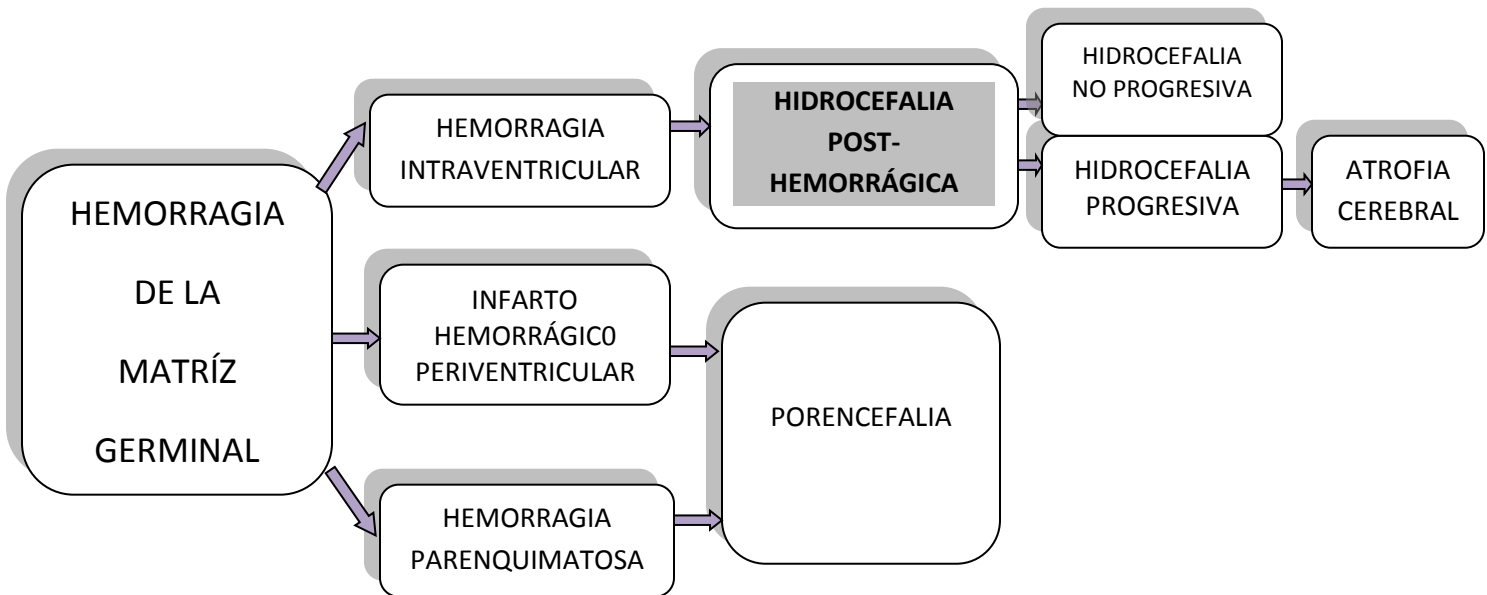 HEMORRAGIA
DE LA
MATRÍZ
GERMINAL
HEMORRAGIA
INTRAVENTRICULAR
HIDROCEFALIA
POST-
HEMORRÁGICA
HIDROCEFALIA
NO PROGRESIVA
HIDROCEFALIA
PROGRESIVA
ATROFIA
CEREBRAL
INFARTO
HEMORRÁGIC0
PERIVENTRICULAR
PORENCEFALIA
HEMORRAGIA
PARENQUIMATOSA